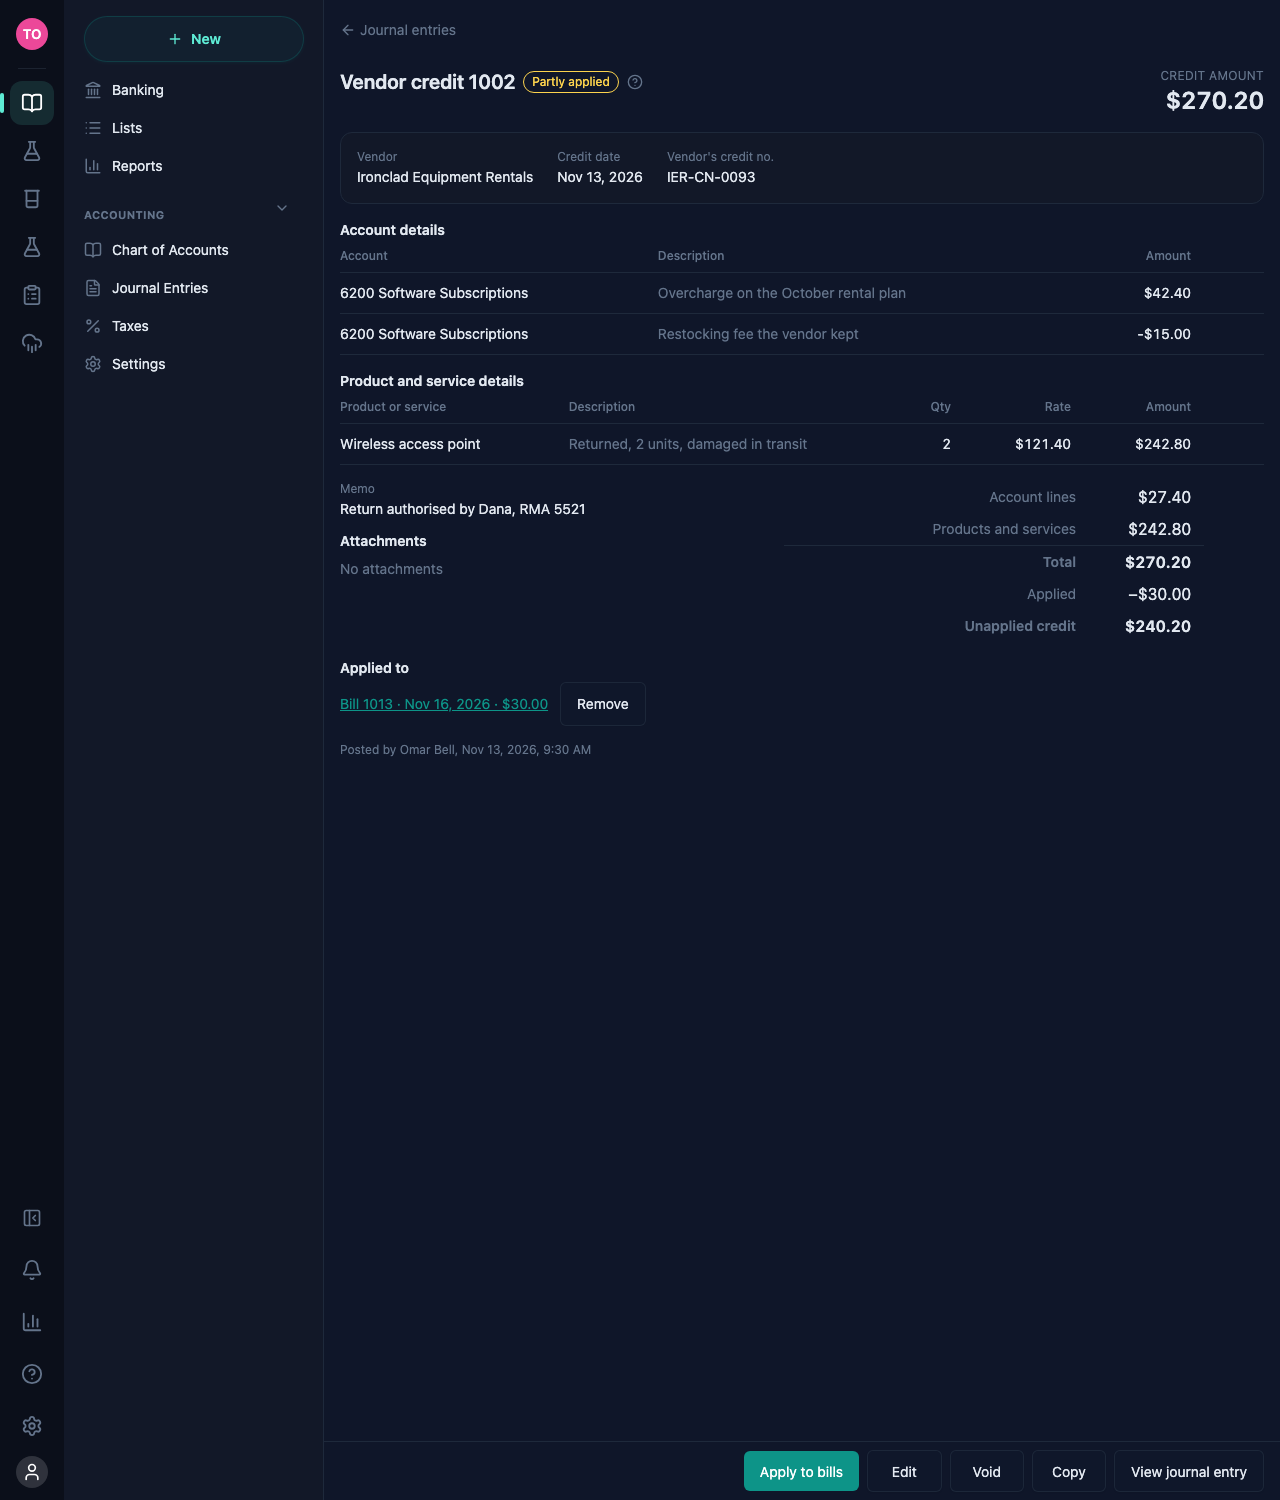 TO
New
Banking
Lists
Reports
ACCOUNTING
Chart of Accounts
Journal Entries
Taxes
Settings
Journal entries
Vendor credit 1002 Partly applied
CREDIT AMOUNT
$270.20
Vendor Credit date Vendor's credit no.
Ironclad Equipment Rentals Nov 13, 2026 IER-CN-0093
Account details
Account Description Amount
6200 Software Subscriptions Overcharge on the October rental plan $42.40
6200 Software Subscriptions Restocking fee the vendor kept -$15.00
Product and service details
Product or service Description Qty Rate Amount
Wireless access point Returned, 2 units, damaged in transit 2 $121.40 $242.80
Memo
Return authorised by Dana, RMA 5521
Attachments
No attachments
Account lines $27.40
Products and services $242.80
Total $270.20
Applied –$30.00
Unapplied credit $240.20
Applied to
Bill 1013 · Nov 16, 2026 · $30.00 Remove
Posted by Omar Bell, Nov 13, 2026, 9:30 AM
Apply to bills Edit Void Copy View journal entry